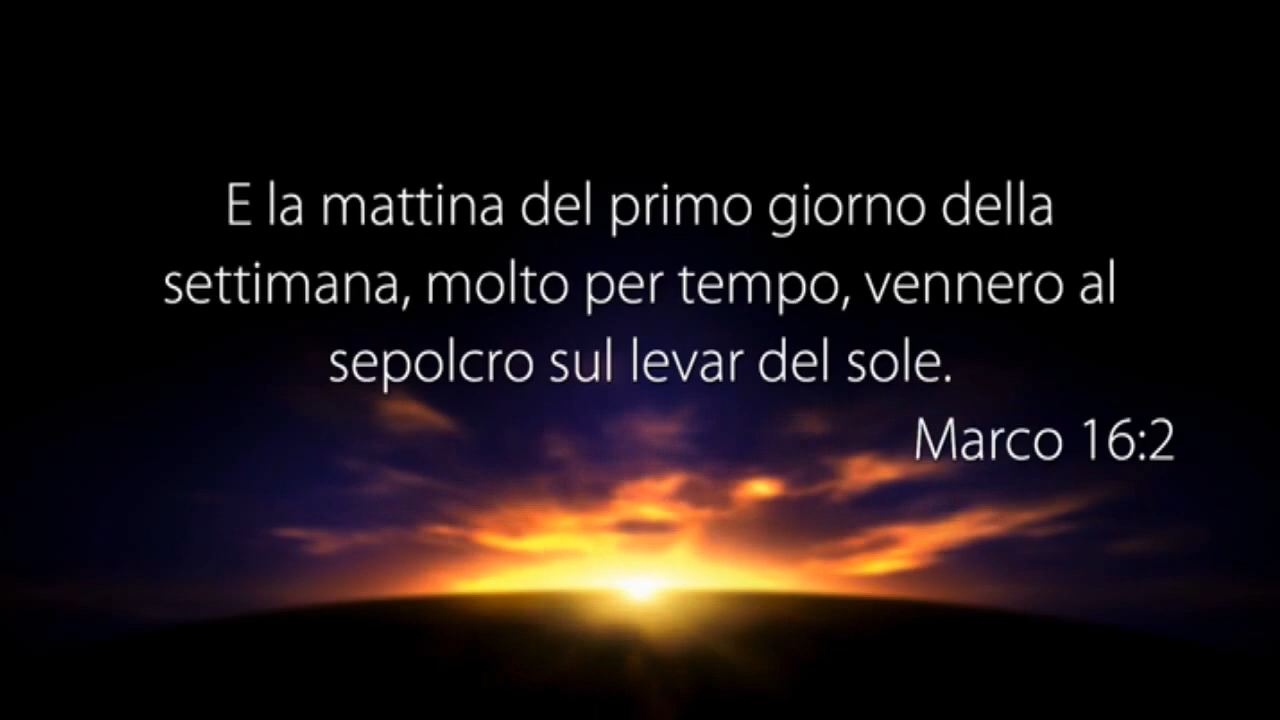 E la mattina del primo giorno della
settimana, molto per tempo, vennero al
sepolcro sul levar del sole.
Marco 16:2